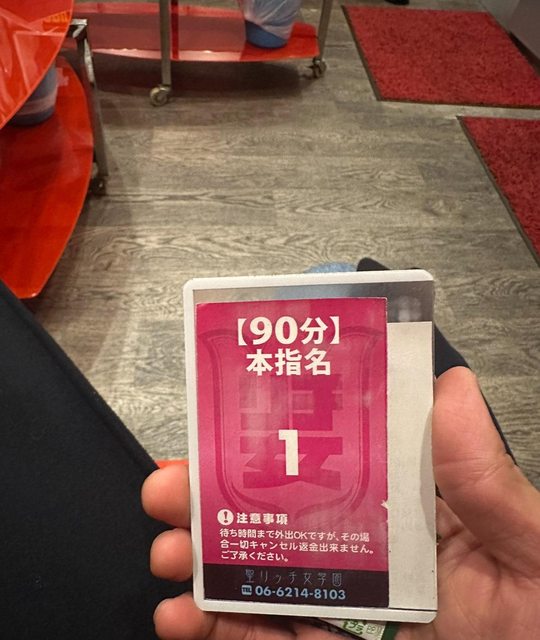 【90分】
本指名
1
! 注意事項
待ち時間まで外出OKですが、その場
合一切キャンセル返金出来ません。
ご了承ください。
聖リッチ女学園
TEL 06-6214-8103